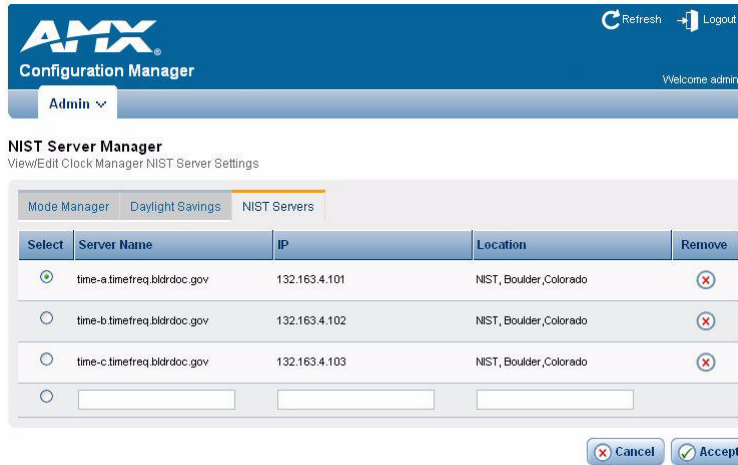 AMX
Refresh Logout
Configuration Manager
Welcome admin
Admin
NIST Server Manager
View/Edit Clock Manager NIST Server Settings
Mode Manager Daylight Savings NIST Servers
Select Server Name IP Location Remove
time-a.timefreq.bldrdoc.gov 132.163.4.101 NIST, Boulder,Colorado
time-b.timefreq.bldrdoc.gov 132.163.4.102 NIST, Boulder,Colorado
time-c.timefreq.bldrdoc.gov 132.163.4.103 NIST, Boulder,Colorado
Cancel Accept